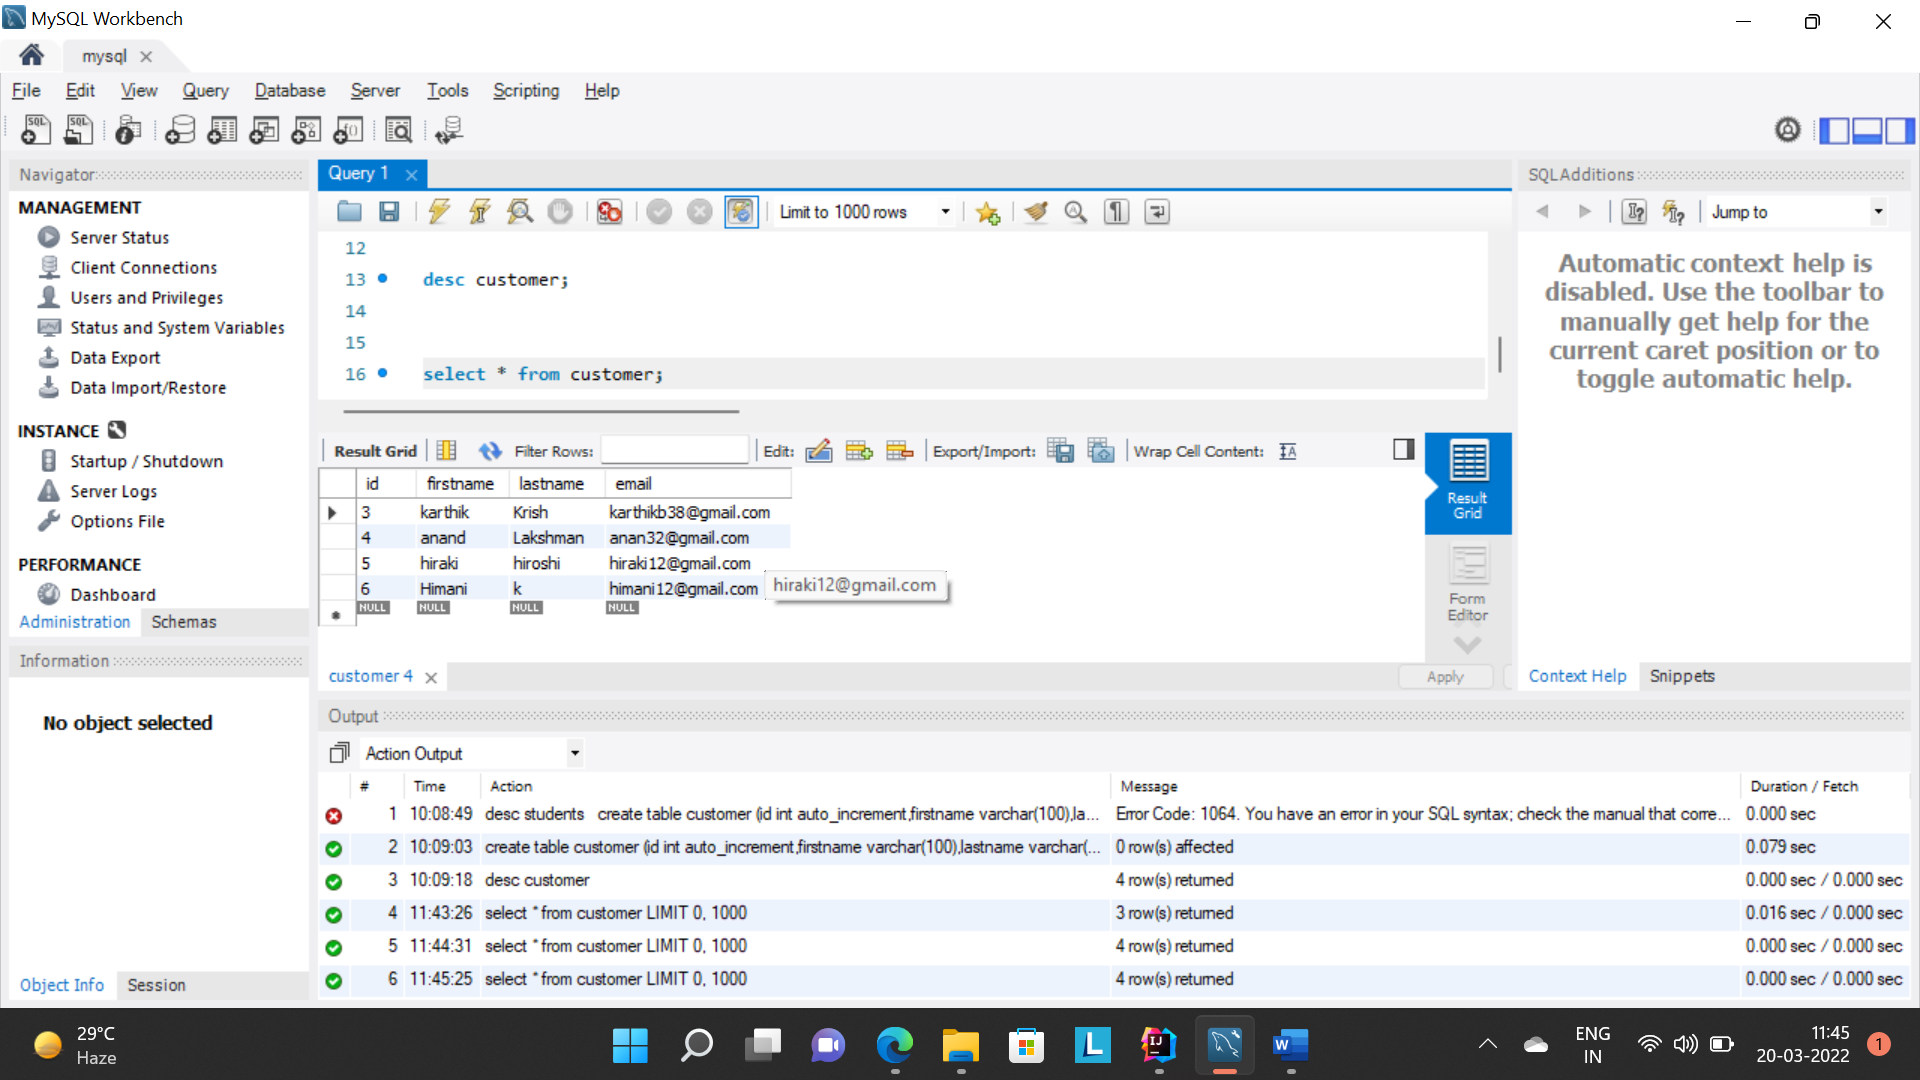 MySQL Workbench
mysql
File Edit View Query Database Server Tools Scripting Help
Navigator
MANAGEMENT
Server Status
Client Connections
Users and Privileges
Status and System Variables
Data Export
Data Import/Restore
INSTANCE
Startup / Shutdown
Server Logs
Options File
PERFORMANCE
Dashboard
Administration Schemas
Information
No object selected
Object Info Session
Query 1
Limit to 1000 rows
12
13 desc customer;
14
15
16 select * from customer;
Result Grid Filter Rows: Edit: Export/Import: Wrap Cell Content:
id firstname lastname email
3 karthik Krish karthikb38@gmail.com
4 anand Lakshman anan32@gmail.com
5 hiraki hiroshi hiraki12@gmail.com
6 Himani k himani12@gmail.com
hiraki12@gmail.com
NULL NULL NULL NULL
Result
Grid
Form
Editor
customer 4
Apply
SQLAdditions
Jump to
Automatic context help is
disabled. Use the toolbar to
manually get help for the
current caret position or to
toggle automatic help.
Context Help Snippets
Output
Action Output
# Time Action Message Duration / Fetch
1 10:08:49 desc students create table customer (id int auto_increment,firstname varchar(100),la... Error Code: 1064. You have an error in your SQL syntax; check the manual that corre... 0.000 sec
2 10:09:03 create table customer (id int auto_increment,firstname varchar(100),lastname varchar(... 0 row(s) affected 0.079 sec
3 10:09:18 desc customer 4 row(s) returned 0.000 sec / 0.000 sec
4 11:43:26 select * from customer LIMIT 0, 1000 3 row(s) returned 0.016 sec / 0.000 sec
5 11:44:31 select * from customer LIMIT 0, 1000 4 row(s) returned 0.000 sec / 0.000 sec
6 11:45:25 select * from customer LIMIT 0, 1000 4 row(s) returned 0.000 sec / 0.000 sec
29°C
Haze
ENG
IN
11:45
20-03-2022
1